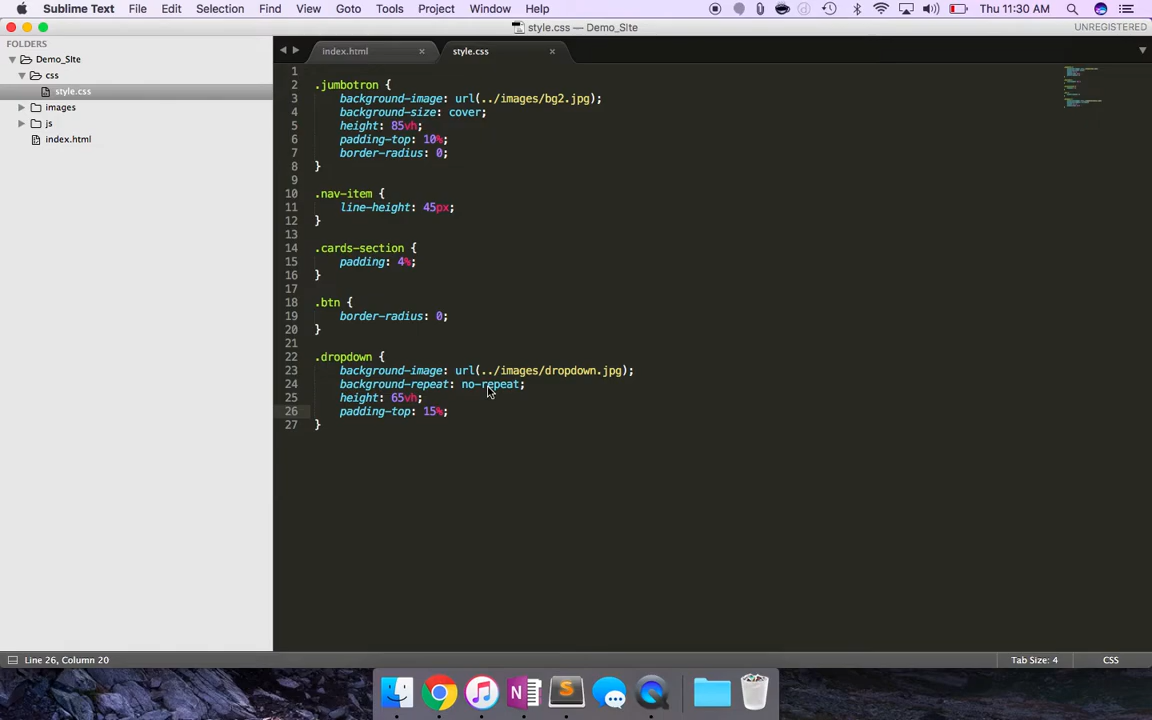 Sublime Text File Edit Selection Find View Goto Tools Project Window Help Thu 11:30 AM
style.css — Demo_SIte UNREGISTERED
FOLDERS
Demo_SIte
css
style.css
images
js
index.html
index.html × style.css ×
1
2 .jumbotron {
3 background-image: url(../images/bg2.jpg);
4 background-size: cover;
5 height: 85vh;
6 padding-top: 10%;
7 border-radius: 0;
8 }
9
10 .nav-item {
11 line-height: 45px;
12 }
13
14 .cards-section {
15 padding: 4%;
16 }
17
18 .btn {
19 border-radius: 0;
20 }
21
22 .dropdown {
23 background-image: url(../images/dropdown.jpg);
24 background-repeat: no-repeat;
25 height: 65vh;
26 padding-top: 15%;
27 }
Line 26, Column 20 Tab Size: 4 CSS